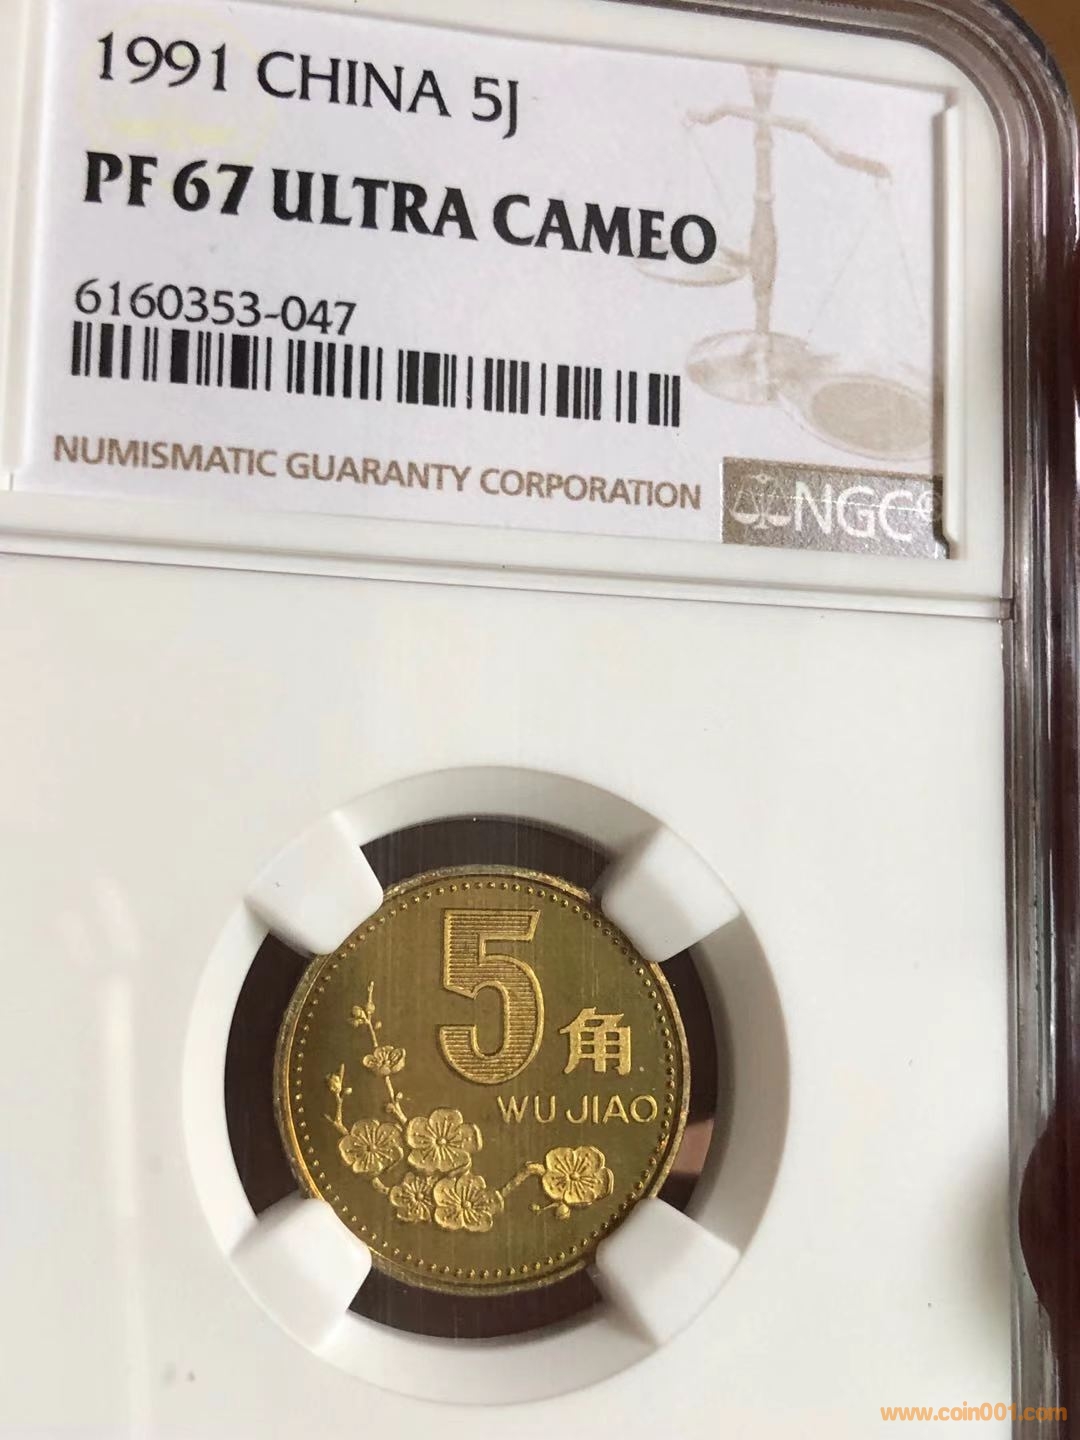 1991 CHINA 5J
PF 67 ULTRA CAMEO
6160353-047
NUMISMATIC GUARANTY CORPORATION
NGC®
5
角
WU JIAO
www.coin001.com